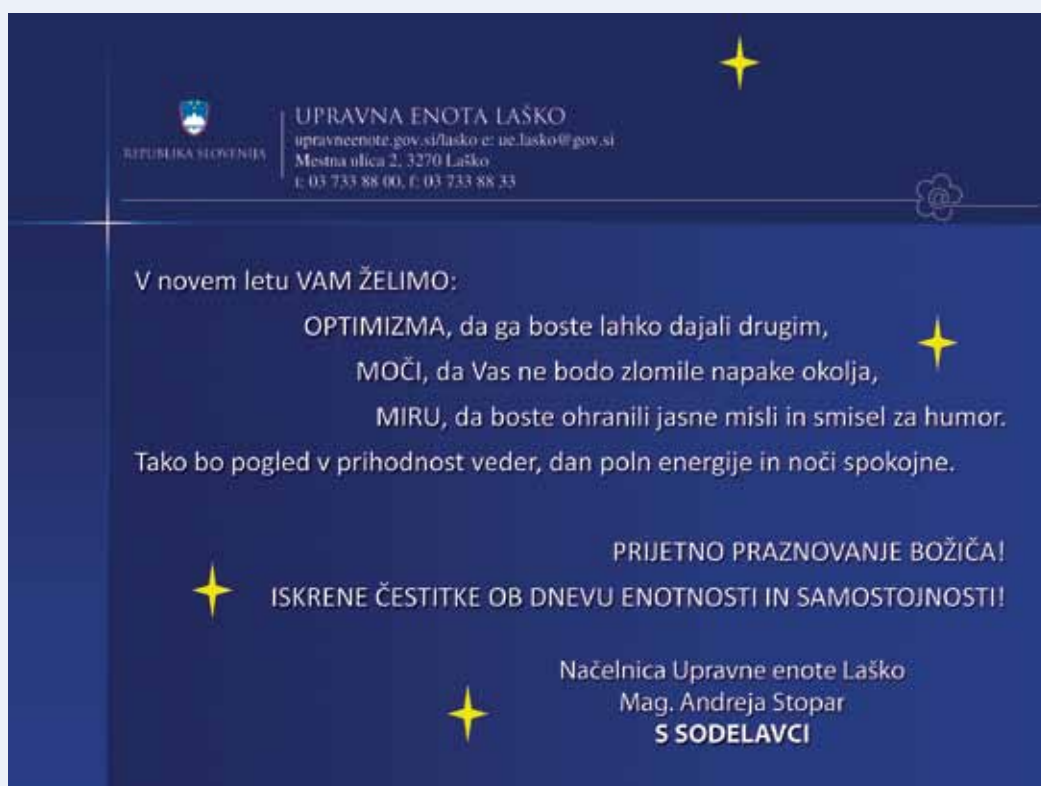 REPUBLIKA SLOVENIJA
UPRAVNA ENOTA LAŠKO
upravneenote.gov.si/lasko e: ue.lasko@gov.si
Mestna ulica 2, 3270 Laško
t: 03 733 88 00, f: 03 733 88 33
V novem letu VAM ŽELIMO:
OPTIMIZMA, da ga boste lahko dajali drugim,
MOČI, da Vas ne bodo zlomile napake okolja,
MIRU, da boste ohranili jasne misli in smisel za humor.
Tako bo pogled v prihodnost veder, dan poln energije in noči spokojne.
PRIJETNO PRAZNOVANJE BOŽIČA!
ISKRENE ČESTITKE OB DNEVU ENOTNOSTI IN SAMOSTOJNOSTI!
Načelnica Upravne enote Laško
Mag. Andreja Stopar
S SODELAVCI